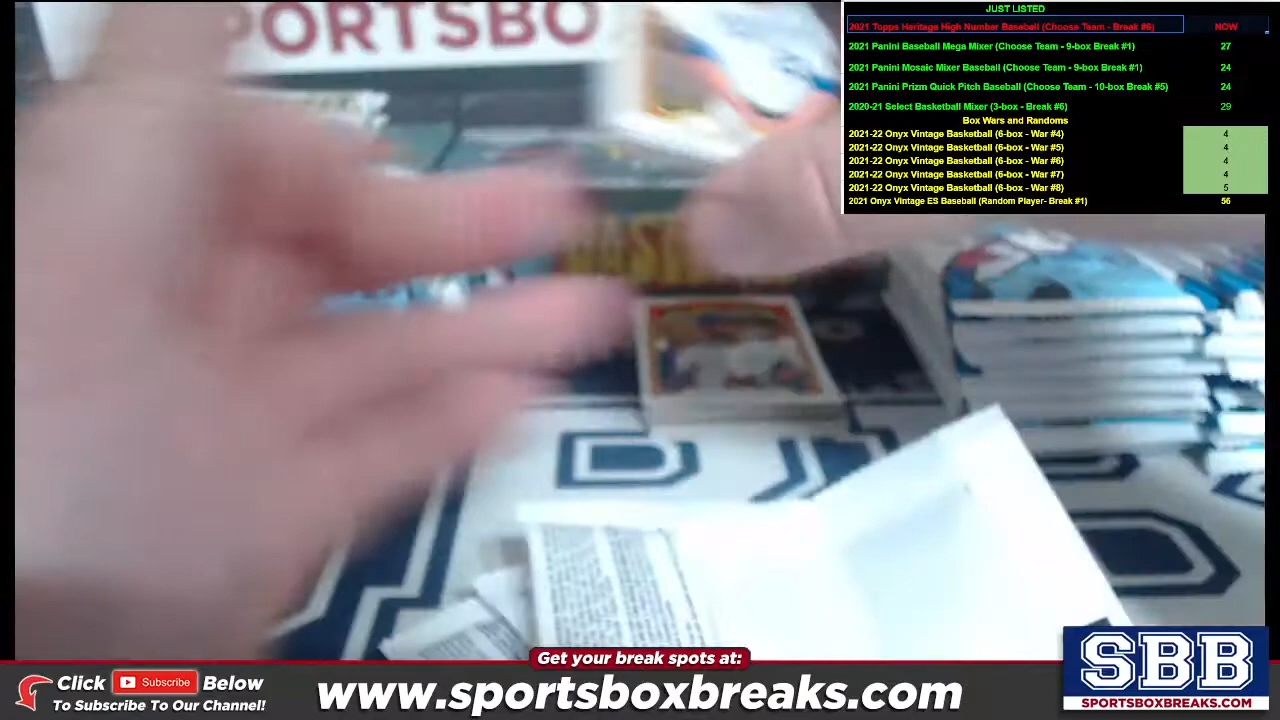 PORTSBO
JUST LISTED
2021 Topps Heritage High Number Baseball (Choose Team - Break #6) NOW
2021 Panini Baseball Mega Mixer (Choose Team - 9-box Break #1) 27
2021 Panini Mosaic Mixer Baseball (Choose Team - 9-box Break #1) 24
2021 Panini Prizm Quick Pitch Baseball (Choose Team - 10-box Break #5) 24
2020-21 Select Basketball Mixer (3-box - Break #6) 29
Box Wars and Randoms
2021-22 Onyx Vintage Basketball (6-box - War #4) 4
2021-22 Onyx Vintage Basketball (6-box - War #5) 4
2021-22 Onyx Vintage Basketball (6-box - War #6) 4
2021-22 Onyx Vintage Basketball (6-box - War #7) 4
2021-22 Onyx Vintage Basketball (6-box - War #8) 5
2021 Onyx Vintage ES Baseball (Random Player- Break #1) 56
Get your break spots at:
Click Subscribe Below
To Subscribe To Our Channel!
www.sportsboxbreaks.com
SBB
SPORTSBOXBREAKS.COM